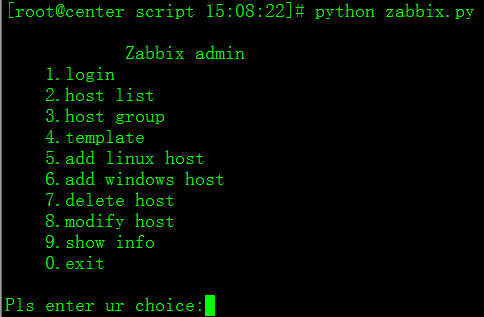 [root@center script 15:08:22]# python zabbix.py
Zabbix admin
1.login
2.host list
3.host group
4.template
5.add linux host
6.add windows host
7.delete host
8.modify host
9.show info
0.exit
Pls enter ur choice: